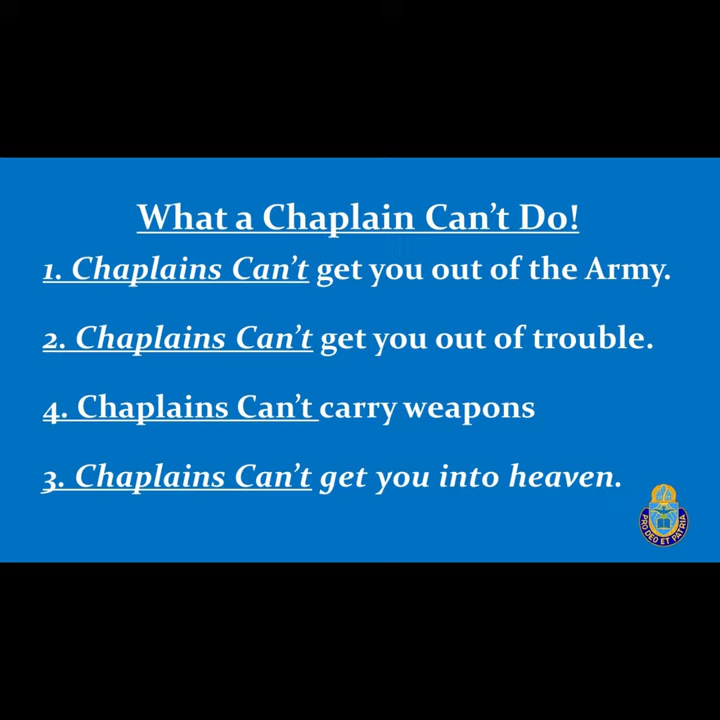 What a Chaplain Can't Do!
1. Chaplains Can't get you out of the Army.
2. Chaplains Can't get you out of trouble.
4. Chaplains Can't carry weapons
3. Chaplains Can't get you into heaven.
PRO DEO ET PATRIA